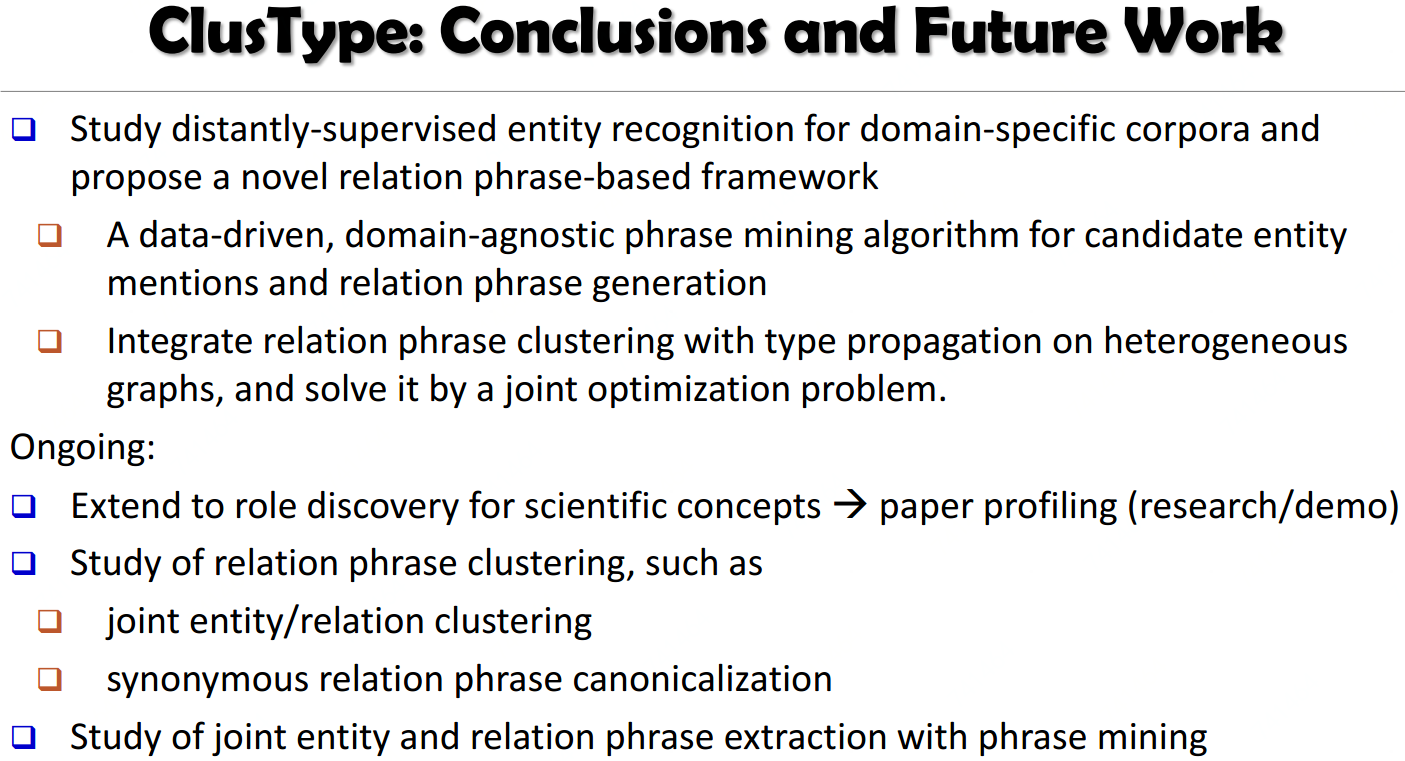 ClusType: Conclusions and Future Work
Study distantly-supervised entity recognition for domain-specific corpora and
propose a novel relation phrase-based framework
A data-driven, domain-agnostic phrase mining algorithm for candidate entity
mentions and relation phrase generation
Integrate relation phrase clustering with type propagation on heterogeneous
graphs, and solve it by a joint optimization problem.
Ongoing:
Extend to role discovery for scientific concepts → paper profiling (research/demo)
Study of relation phrase clustering, such as
joint entity/relation clustering
synonymous relation phrase canonicalization
Study of joint entity and relation phrase extraction with phrase mining